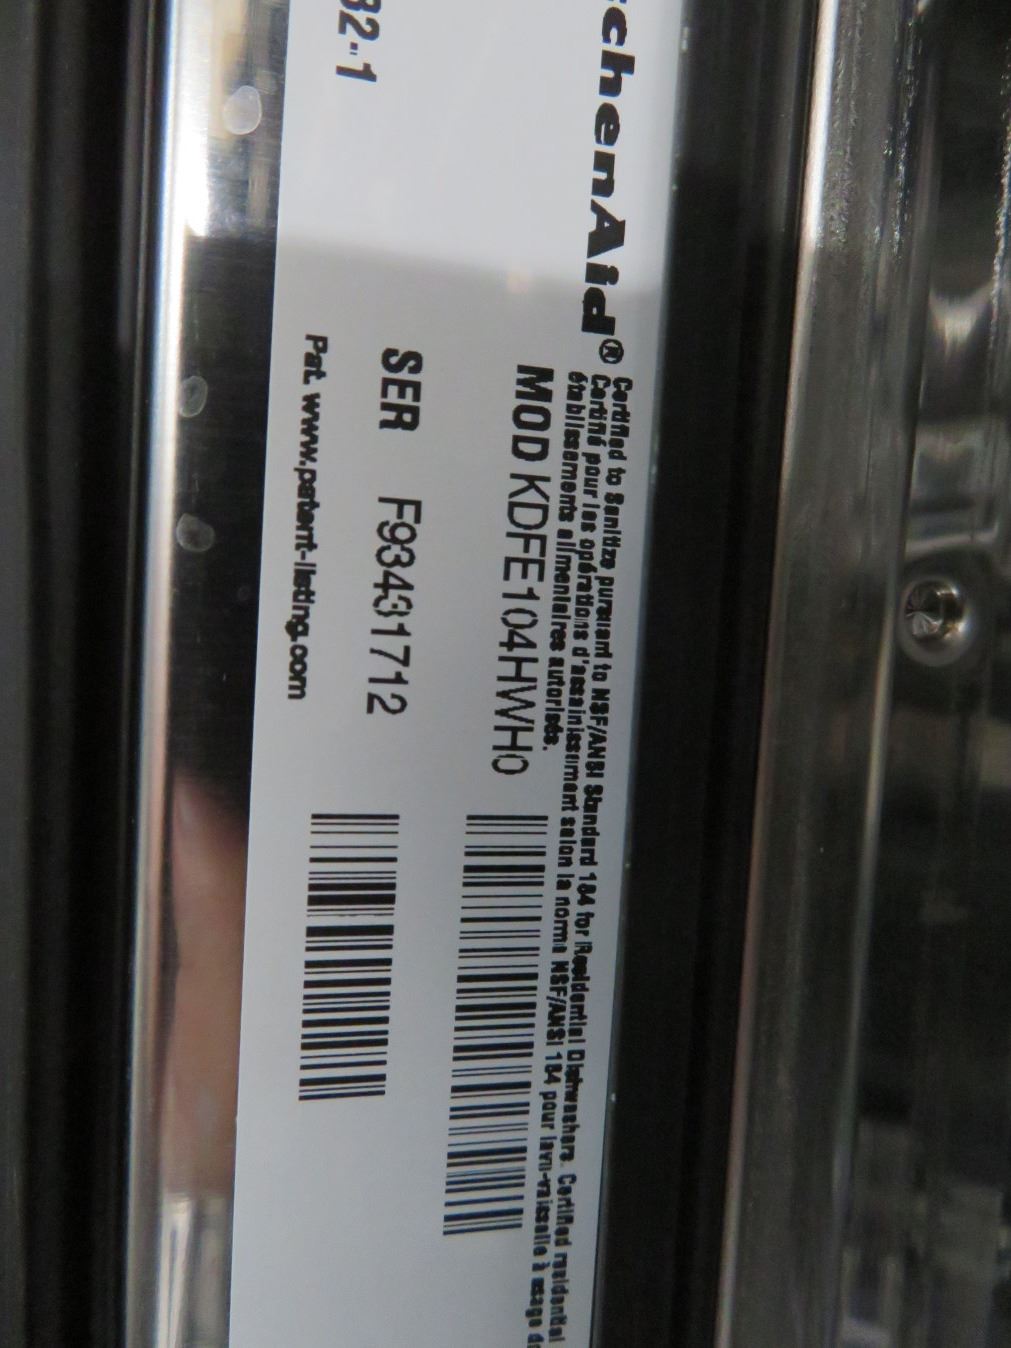 chenAid®
Certified to Sanitize pursuant to NSF/ANSI Standard 184 for Residential Dishwashers. Certified residential
Certifié pour les opérations d'assainissement selon la norme NSF/ANSI 184 pour lave-vaisselle à usage de
établissements alimentaires autorisés.
MOD KDFE104HWH0
32-1
SER F93431712
Pat. www.patent-listing.com